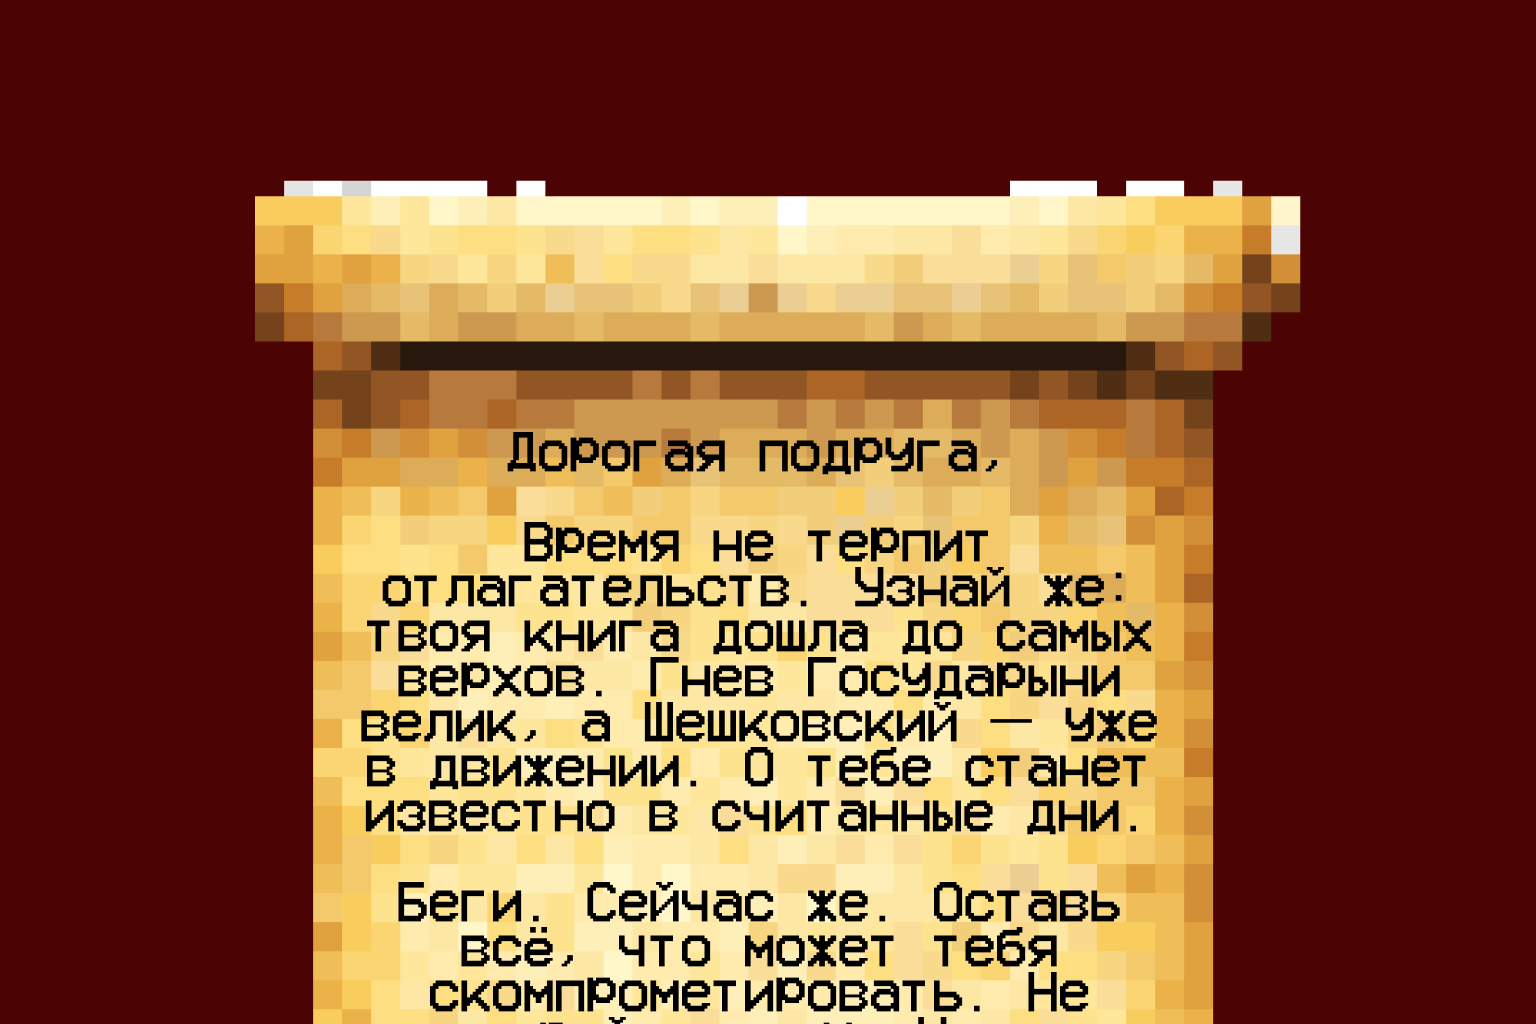 Дорогая подруга,
Время не терпит
отлагательств. Узнай же:
твоя книга дошла до самых
верхов. Гнев Государыни
велик, а Шешковский — уже
в движении. О тебе станет
известно в считанные дни.
Беги. Сейчас же. Оставь
всё, что может тебя
скомпрометировать. Не